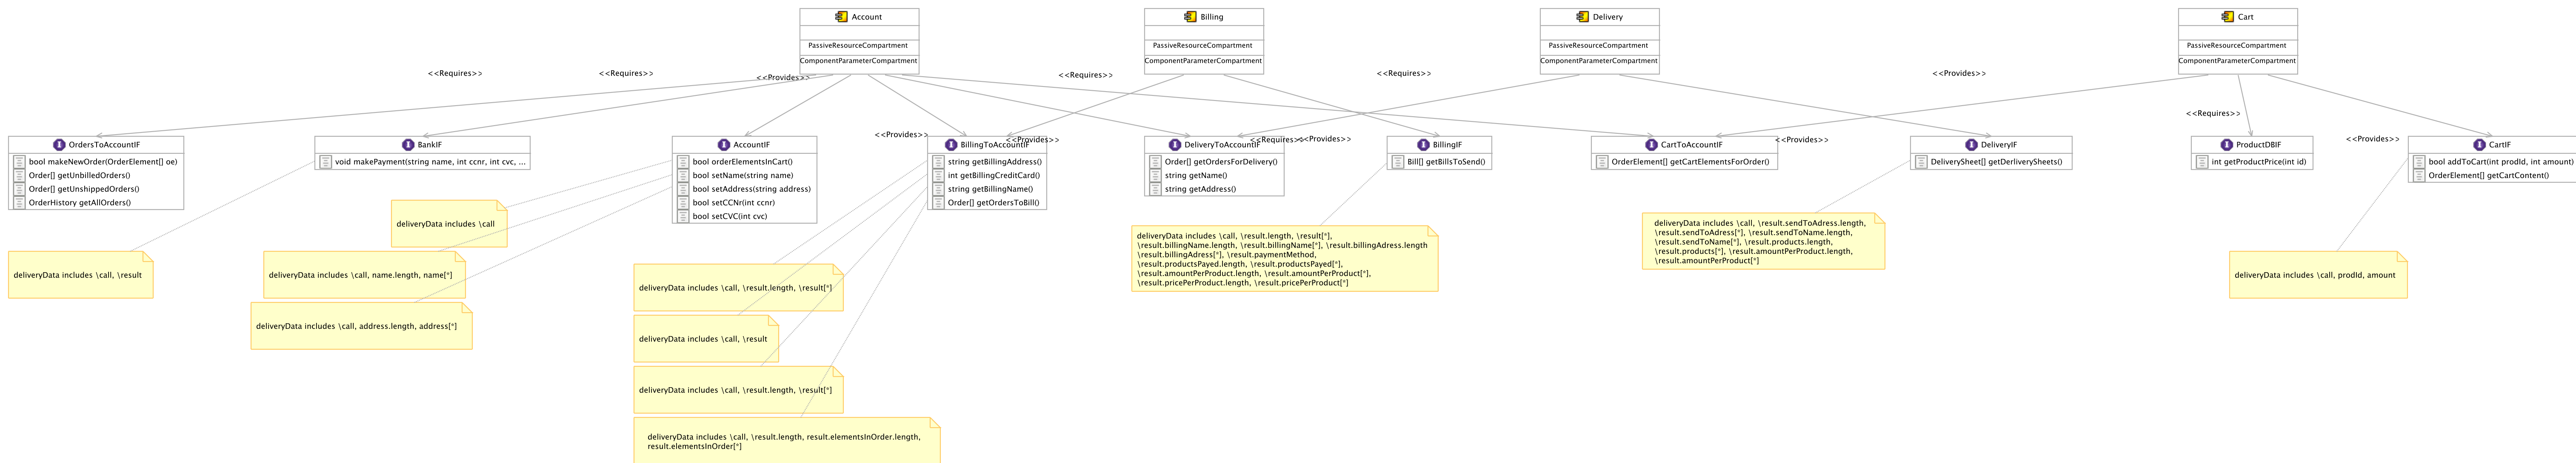 Account
PassiveResourceCompartment
ComponentParameterCompartment
Billing
PassiveResourceCompartment
ComponentParameterCompartment
Delivery
PassiveResourceCompartment
ComponentParameterCompartment
Cart
PassiveResourceCompartment
ComponentParameterCompartment
<<Requires>>
<<Requires>>
<<Provides>>
<<Requires>>
<<Requires>>
<<Provides>>
<<Requires>>
<<Provides>>
<<Provides>>
<<Requires>>
<<Provides>>
<<Provides>>
<<Provides>>
OrdersToAccountIF
bool makeNewOrder(OrderElement[] oe)
Order[] getUnbilledOrders()
Order[] getUnshippedOrders()
OrderHistory getAllOrders()
BankIF
void makePayment(string name, int ccnr, int cvc, ...
AccountIF
bool orderElementsInCart()
bool setName(string name)
bool setAddress(string address)
bool setCCNr(int ccnr)
bool setCVC(int cvc)
BillingToAccountIF
string getBillingAddress()
int getBillingCreditCard()
string getBillingName()
Order[] getOrdersToBill()
DeliveryToAccountIF
Order[] getOrdersForDelivery()
string getName()
string getAddress()
BillingIF
Bill[] getBillsToSend()
CartToAccountIF
OrderElement[] getCartElementsForOrder()
DeliveryIF
DeliverySheet[] getDerliverySheets()
ProductDBIF
int getProductPrice(int id)
CartIF
bool addToCart(int prodId, int amount)
OrderElement[] getCartContent()
deliveryData includes \call
deliveryData includes \call, \result
deliveryData includes \call, name.length, name[*]
deliveryData includes \call, address.length, address[*]
deliveryData includes \call, \result.length, \result[*]
deliveryData includes \call, \result
deliveryData includes \call, \result.length, \result[*]
deliveryData includes \call, \result.length, result.elementsInOrder.length,
result.elementsInOrder[*]
deliveryData includes \call, \result.length, \result[*],
\result.billingName.length, \result.billingName[*], \result.billingAdress.length
\result.billingAdress[*], \result.paymentMethod,
\result.productsPayed.length, \result.productsPayed[*],
\result.amountPerProduct.length, \result.amountPerProduct[*],
\result.pricePerProduct.length, \result.pricePerProduct[*]
deliveryData includes \call, \result.sendToAdress.length,
\result.sendToAdress[*], \result.sendToName.length,
\result.sendToName[*], \result.products.length,
\result.products[*], \result.amountPerProduct.length,
\result.amountPerProduct[*]
deliveryData includes \call, prodId, amount